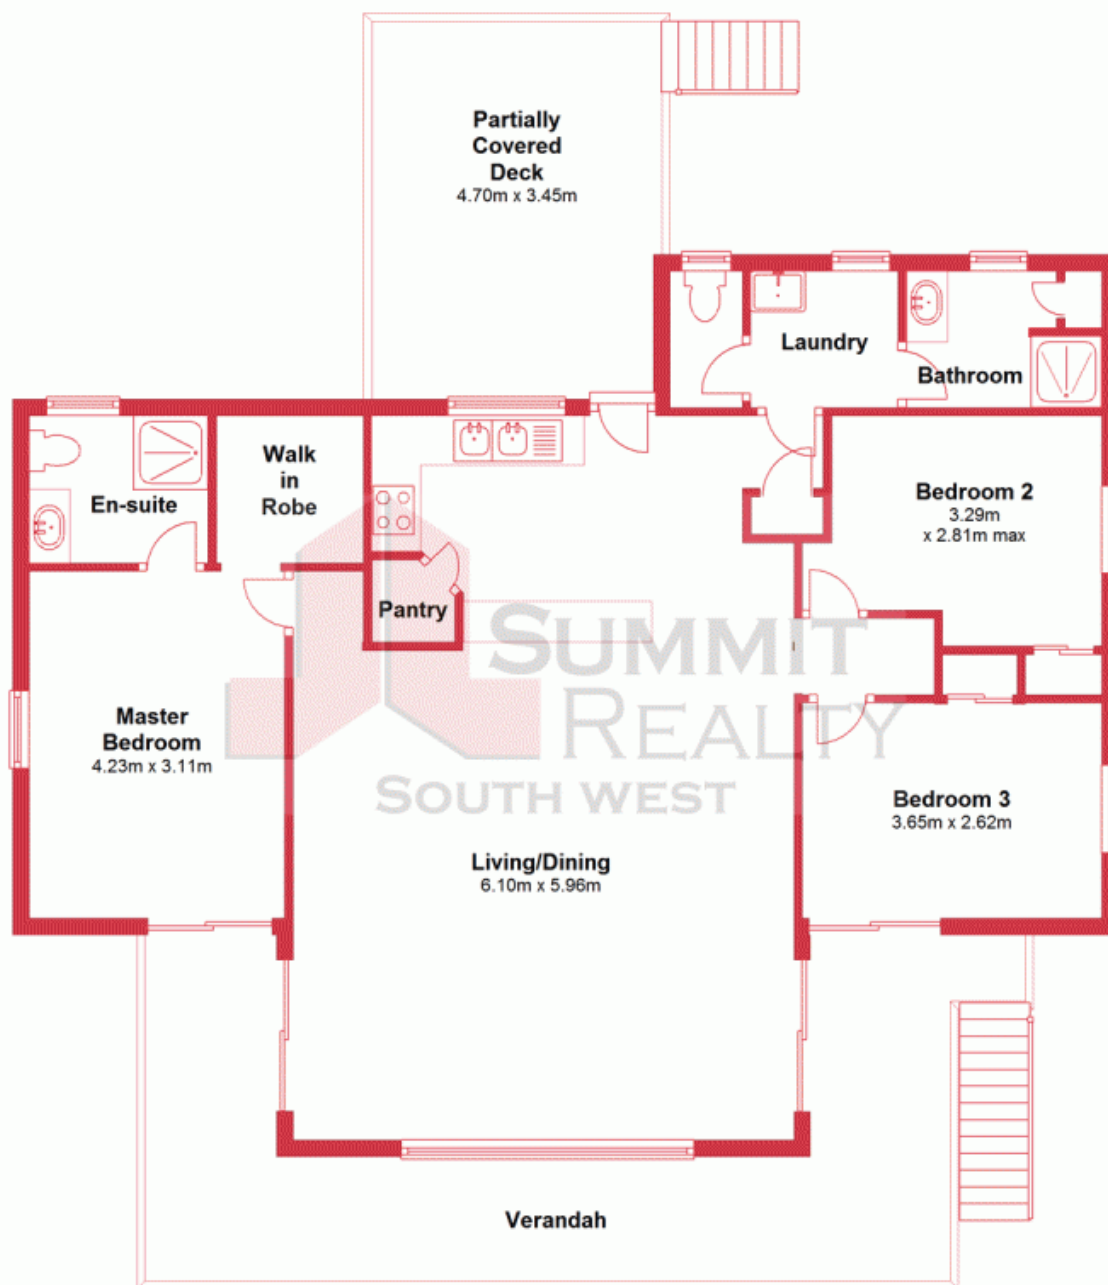 Partially
Covered
Deck
4.70m x 3.45m
Laundry
Bathroom
Walk
in
Robe
En-suite
Bedroom 2
3.29m
x 2.81m max
Pantry
SUMMIT
REALTY
SOUTH WEST
Master
Bedroom
4.23m x 3.11m
Bedroom 3
3.65m x 2.62m
Living/Dining
6.10m x 5.96m
Verandah